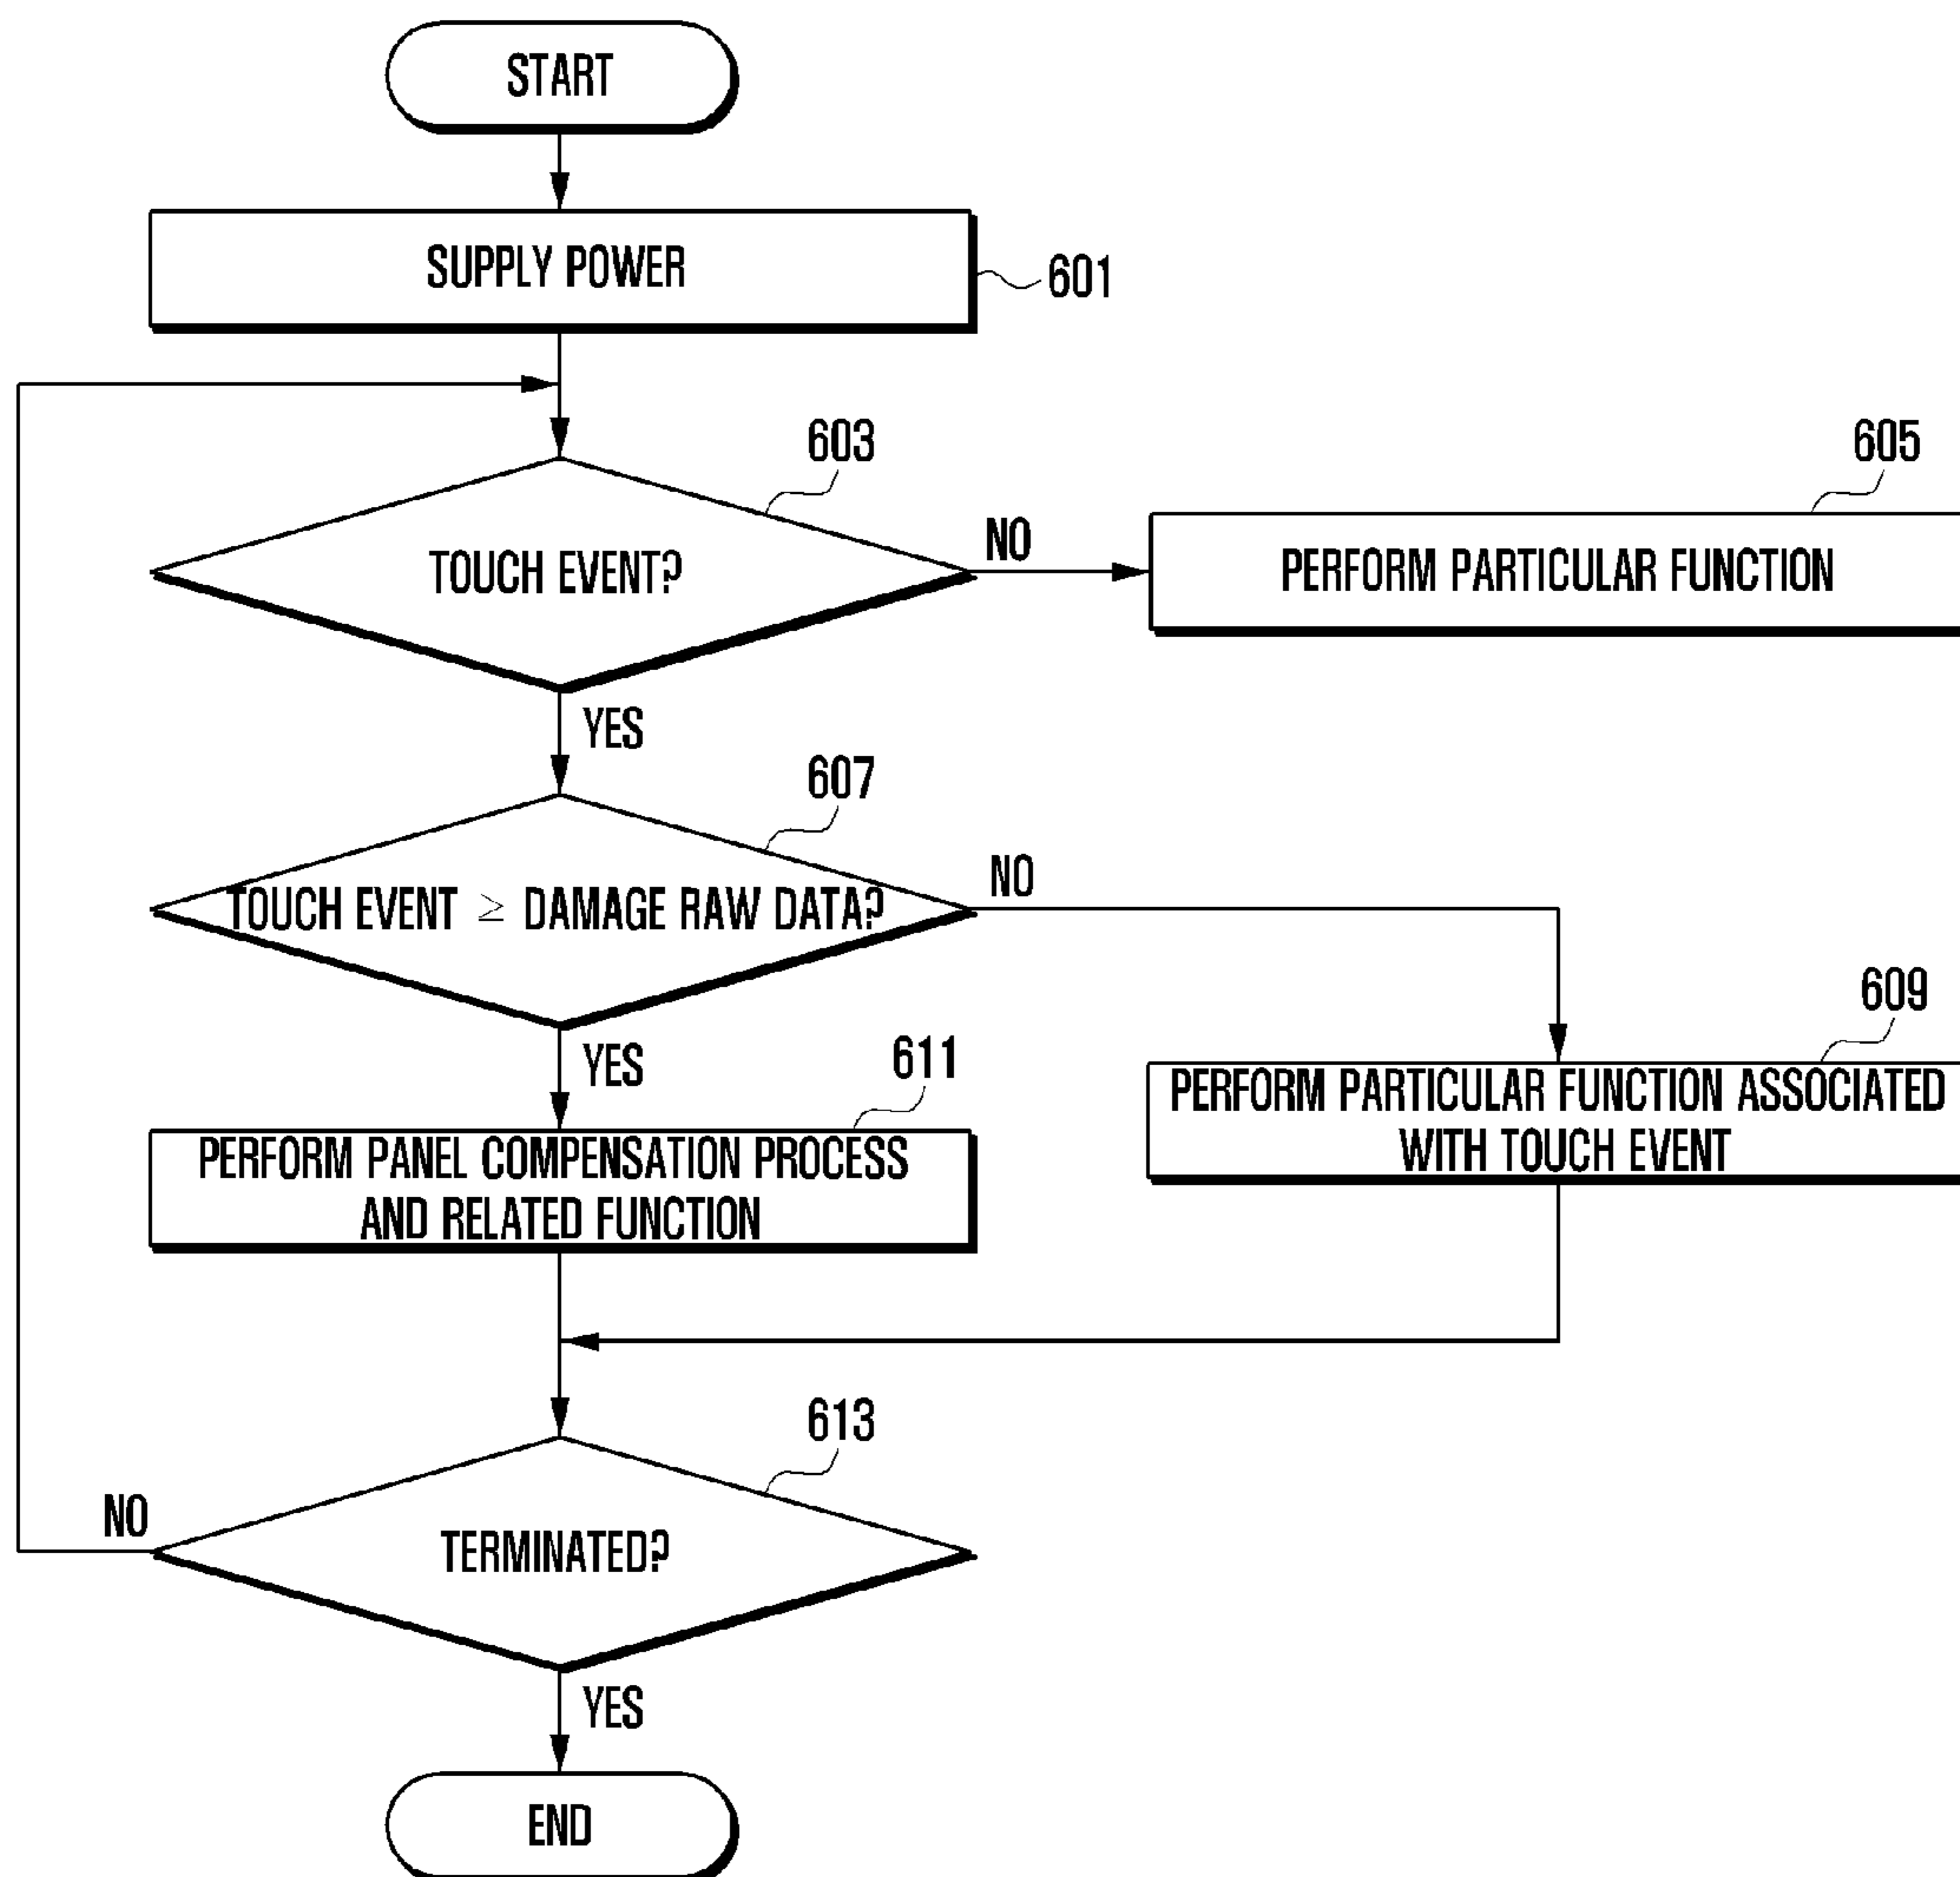 START
SUPPLY POWER
601
603
TOUCH EVENT?
NO
605
PERFORM PARTICULAR FUNCTION
YES
607
TOUCH EVENT ≥ DAMAGE RAW DATA?
NO
609
PERFORM PARTICULAR FUNCTION ASSOCIATED
WITH TOUCH EVENT
YES
611
PERFORM PANEL COMPENSATION PROCESS
AND RELATED FUNCTION
613
TERMINATED?
NO
YES
END